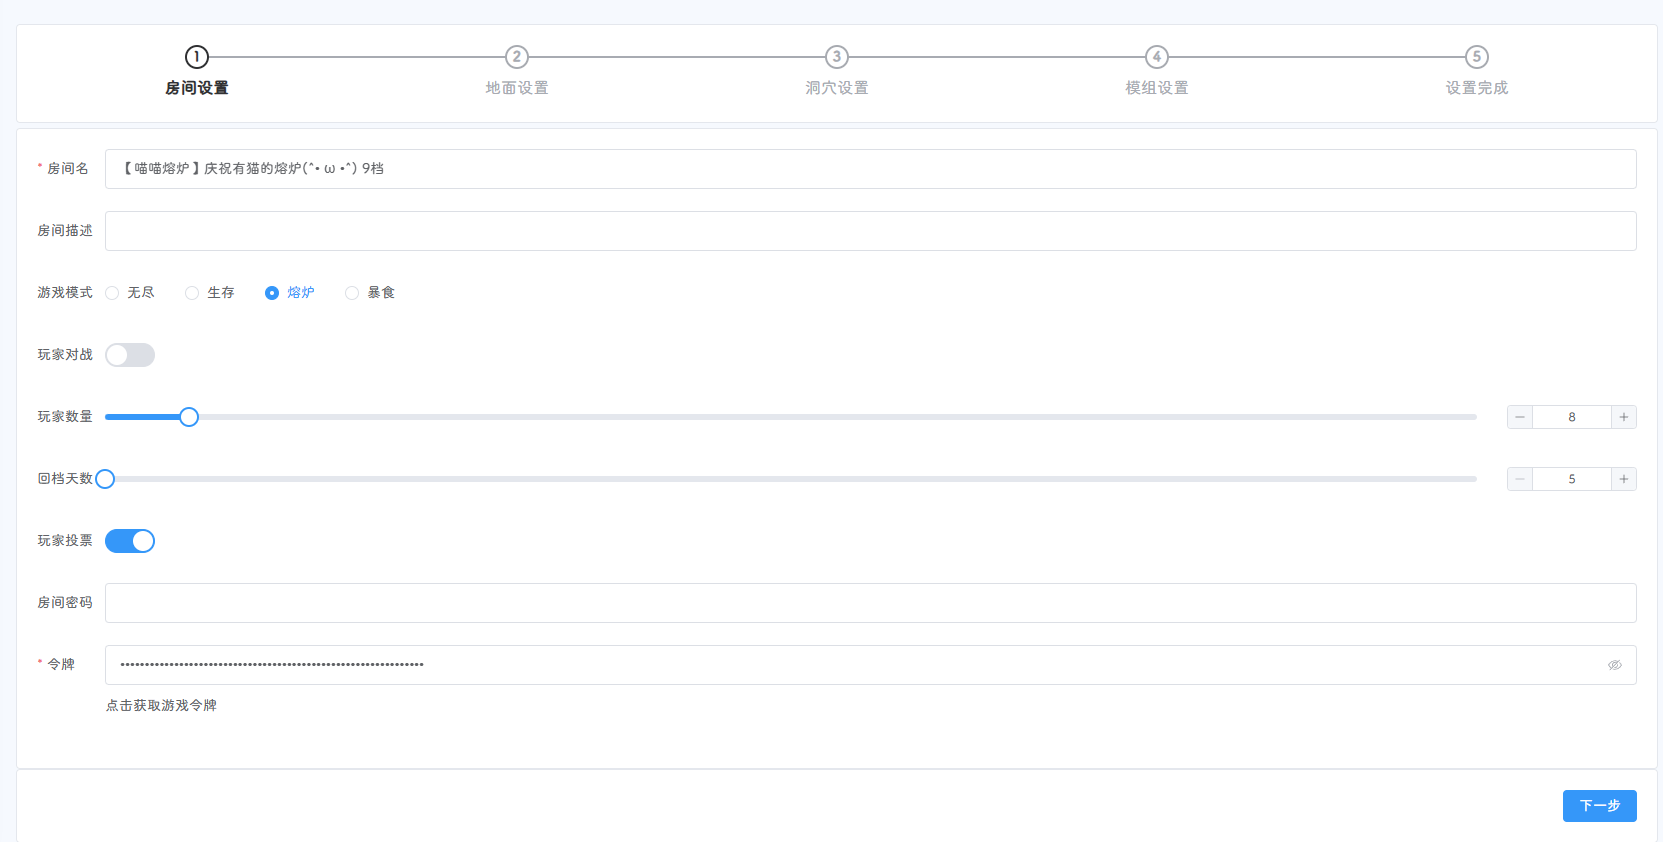 1 2 3 4 5
房间设置 地面设置 洞穴设置 模组设置 设置完成
* 房间名 【喵喵熔炉】庆祝有猫的熔炉(^• ω •^) 9档
房间描述
游戏模式 无尽 生存 熔炉 暴食
玩家对战
玩家数量 8
回档天数 5
玩家投票
房间密码
* 令牌 ••••••••••••••••••••••••••••••••••••••••••••••••••••••••••••••
点击获取游戏令牌
下一步